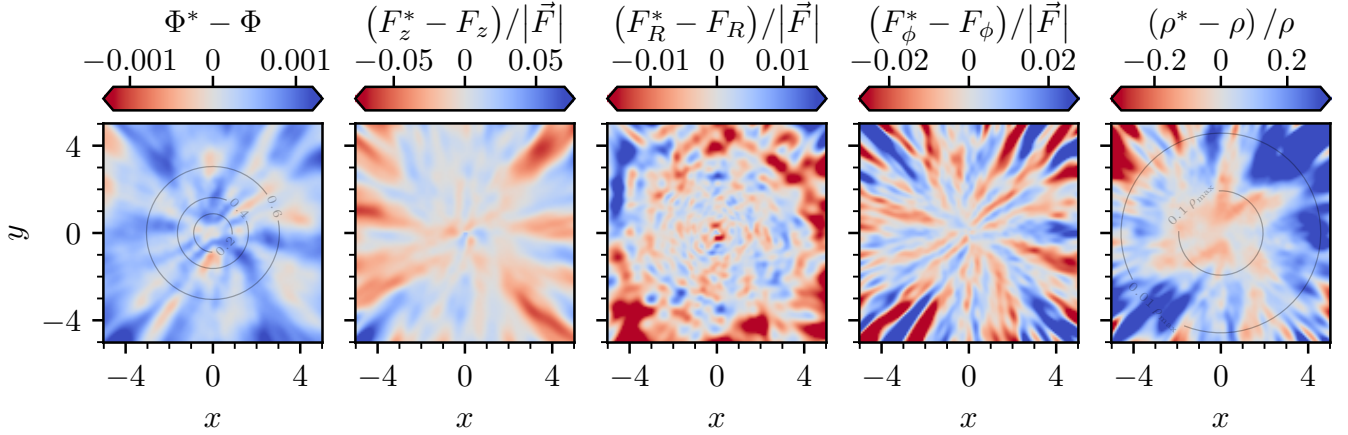 Φ* − Φ
(F_z* − F_z)/|F⃗|
(F_R* − F_R)/|F⃗|
(F_ϕ* − F_ϕ)/|F⃗|
(ρ* − ρ) /ρ
−0.001 0 0.001
−0.05 0 0.05
−0.01 0 0.01
−0.02 0 0.02
−0.2 0 0.2
4
0
−4
y
0.2
0.4
0.6
0.1 ρ_max
0.01 ρ_max
−4 0 4
−4 0 4
−4 0 4
−4 0 4
−4 0 4
x
x
x
x
x